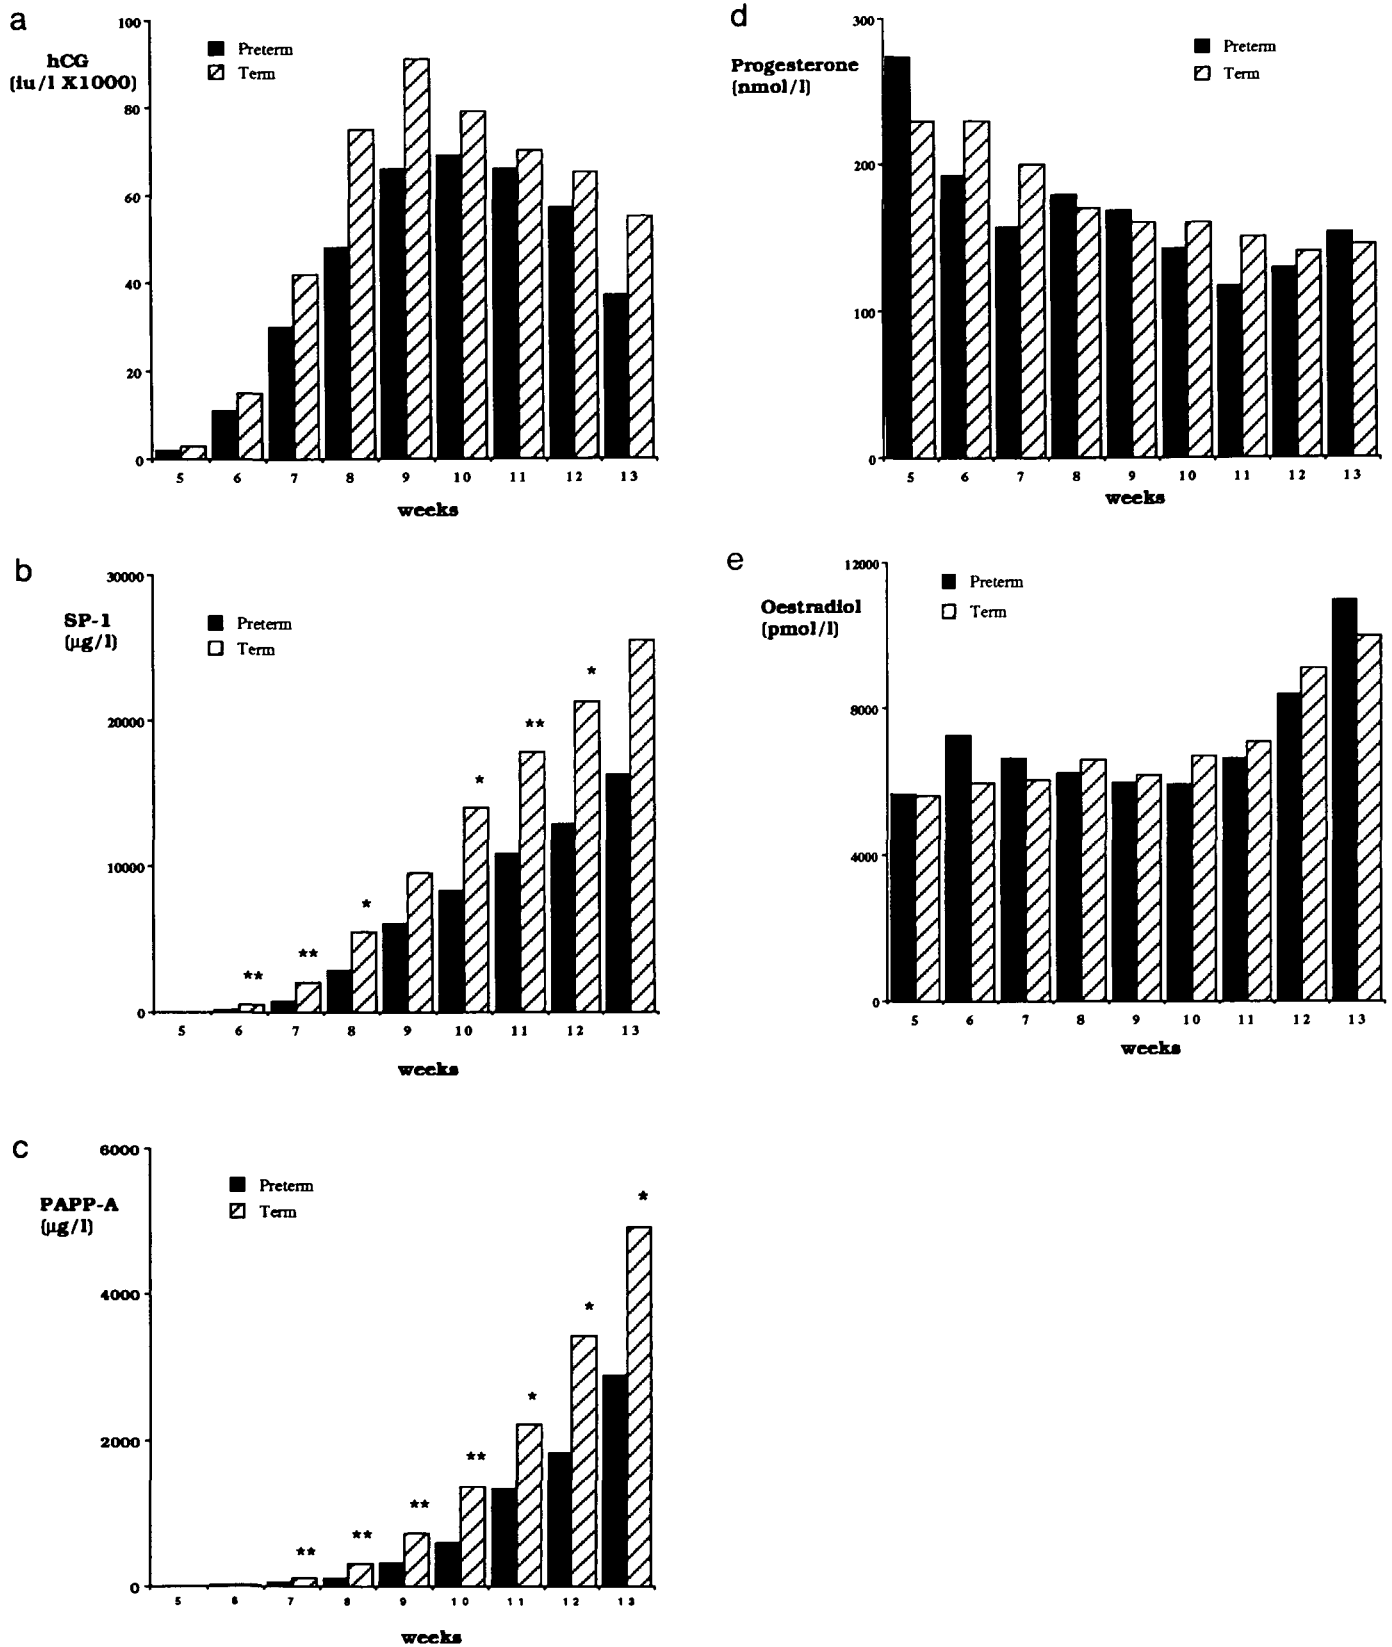 a
hCG
(iu/l X1000)
100
80
60
40
20
0
Preterm
Term
5 6 7 8 9 10 11 12 13
weeks
b
SP-1
(μg/l)
30000
20000
10000
0
Preterm
Term
** ** * * ** *
5 6 7 8 9 10 11 12 13
weeks
c
PAPP-A
(μg/l)
6000
4000
2000
0
Preterm
Term
** ** ** ** * * *
5 6 7 8 9 10 11 12 13
weeks
d
Progesterone
(nmol/l)
300
200
100
0
Preterm
Term
5 6 7 8 9 10 11 12 13
weeks
e
Oestradiol
(pmol/l)
12000
8000
4000
0
Preterm
Term
5 6 7 8 9 10 11 12 13
weeks